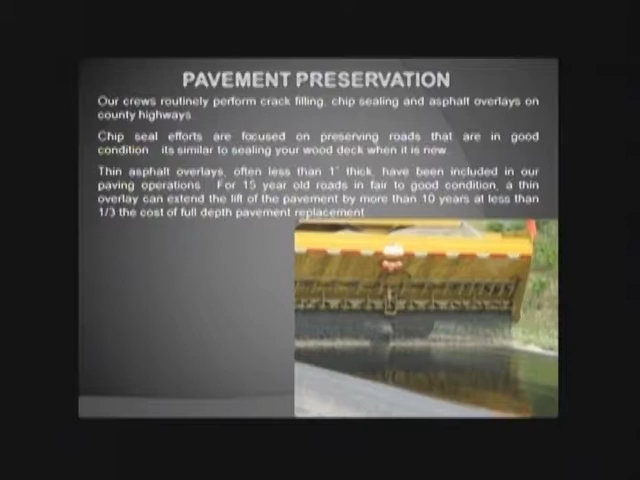 PAVEMENT PRESERVATION
Our crews routinely perform crack filling, chip sealing and asphalt overlays on
county highways.
Chip seal efforts are focused on preserving roads that are in good
condition its similar to sealing your wood deck when it is new.
Thin asphalt overlays, often less than 1" thick, have been included in our
paving operations For 15 year old roads in fair to good condition, a thin
overlay can extend the lift of the pavement by more than 10 years at less than
1/3 the cost of full depth pavement replacement